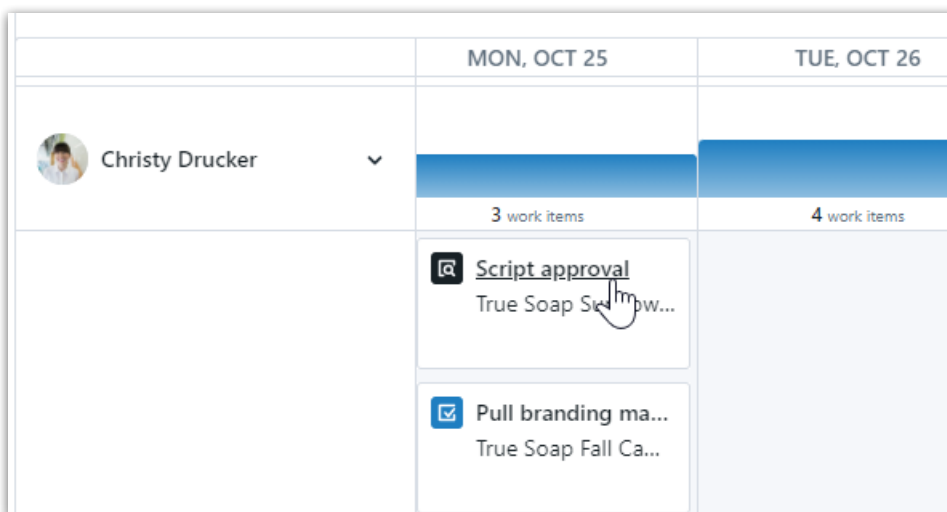 MON, OCT 25
TUE, OCT 26
Christy Drucker
3 work items
4 work items
Script approval
True Soap
Pull branding ma...
True Soap Fall Ca...